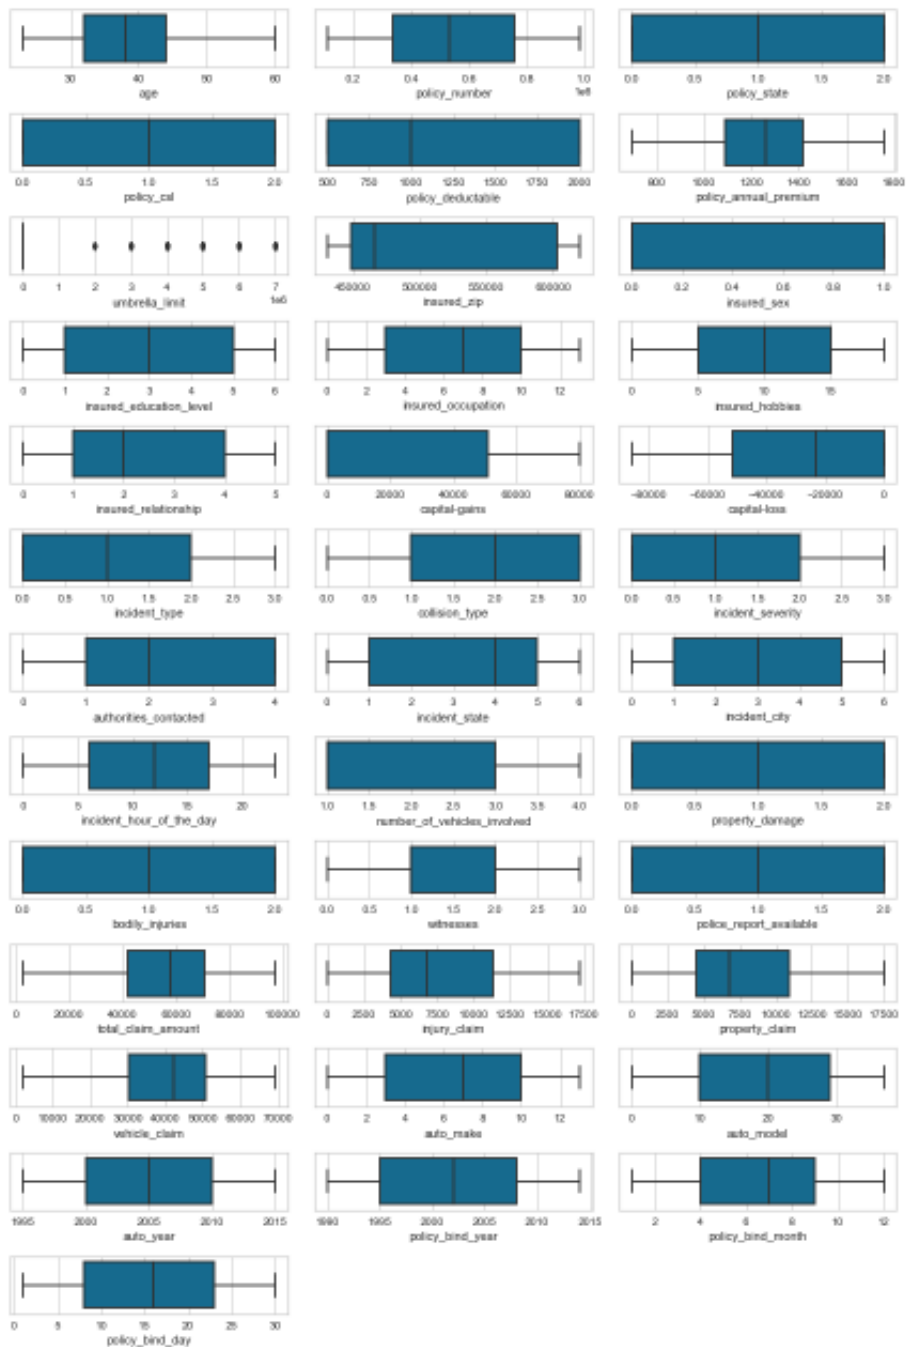 30 40 50 60
age
0.2 0.4 0.6 0.8 1.0
policy_number
1e6
0.0 0.5 1.0 1.5 2.0
policy_state
0.0 0.5 1.0 1.5 2.0
policy_csl
500 750 1000 1250 1500 1750 2000
policy_deductable
800 1000 1200 1400 1600 1800
policy_annual_premium
0 1 2 3 4 5 6 7
umbrella_limit
1e6
450000 500000 550000 600000
insured_zip
0.0 0.2 0.4 0.6 0.8 1.0
insured_sex
0 1 2 3 4 5 6
insured_education_level
0 2 4 6 8 10 12
insured_occupation
0 5 10 15
insured_hobbies
0 1 2 3 4 5
insured_relationship
0 20000 40000 60000 80000
capital-gains
-80000 -60000 -40000 -20000 0
capital-loss
0.0 0.5 1.0 1.5 2.0 2.5 3.0
incident_type
0.0 0.5 1.0 1.5 2.0 2.5 3.0
collision_type
0.0 0.5 1.0 1.5 2.0 2.5 3.0
incident_severity
0 1 2 3 4
authorities_contacted
0 1 2 3 4 5 6
incident_state
0 1 2 3 4 5 6
incident_city
0 5 10 15 20
incident_hour_of_the_day
1.0 1.5 2.0 2.5 3.0 3.5 4.0
number_of_vehicles_involved
0.0 0.5 1.0 1.5 2.0
property_damage
0.0 0.5 1.0 1.5 2.0
bodily_injuries
0.0 0.5 1.0 1.5 2.0 2.5 3.0
witnesses
0.0 0.5 1.0 1.5 2.0
police_report_available
0 20000 40000 60000 80000 100000
total_claim_amount
0 2500 5000 7500 10000 12500 15000 17500
injury_claim
0 2500 5000 7500 10000 12500 15000 17500
property_claim
0 10000 20000 30000 40000 50000 60000 70000
vehicle_claim
0 2 4 6 8 10 12
auto_make
0 10 20 30
auto_model
1995 2000 2005 2010 2015
auto_year
1990 1995 2000 2005 2010 2015
policy_bind_year
2 4 6 8 10 12
policy_bind_month
0 5 10 15 20 25 30
policy_bind_day